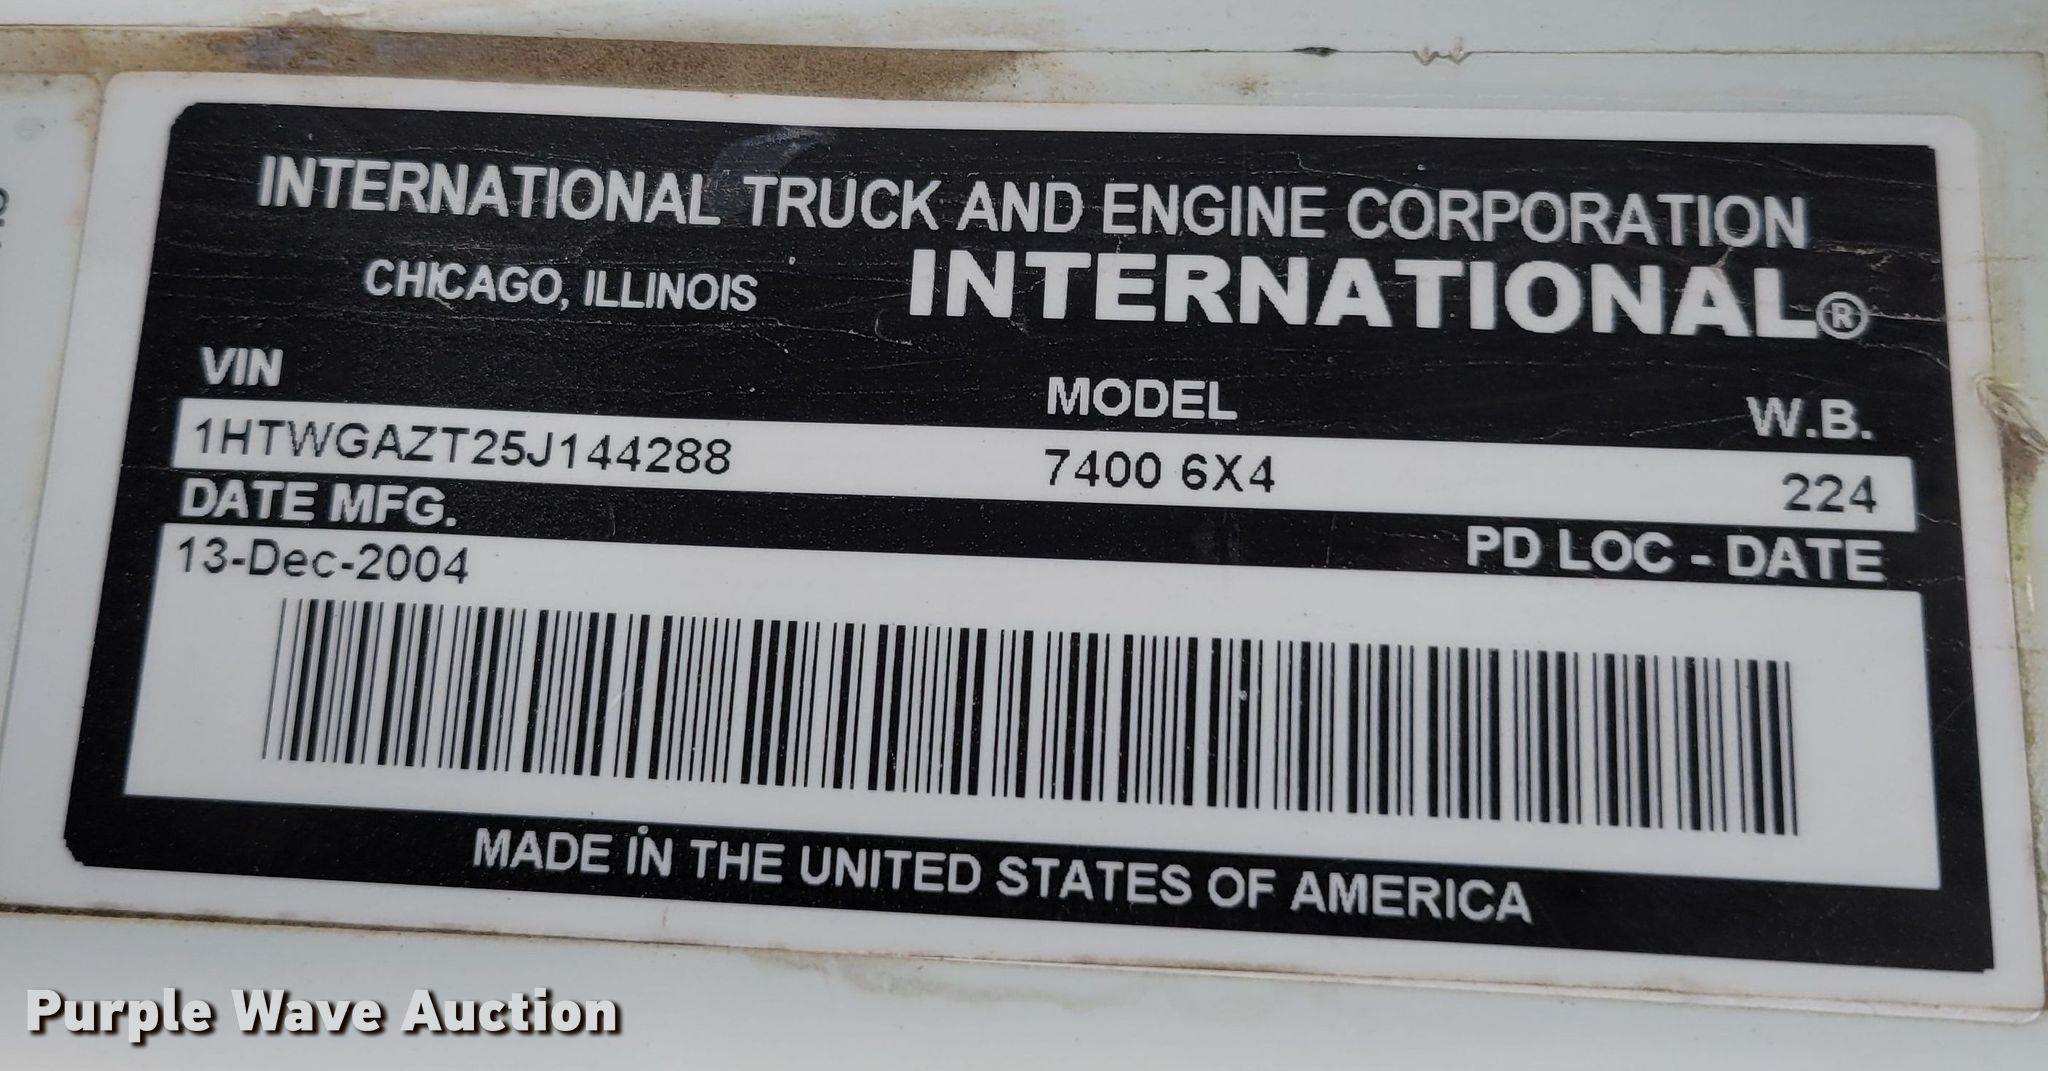 INTERNATIONAL TRUCK AND ENGINE CORPORATION
CHICAGO, ILLINOIS INTERNATIONAL®
VIN MODEL W.B.
1HTWGAZT25J144288 7400 6X4 224
DATE MFG. PD LOC - DATE
13-Dec-2004
MADE IN THE UNITED STATES OF AMERICA
Purple Wave Auction